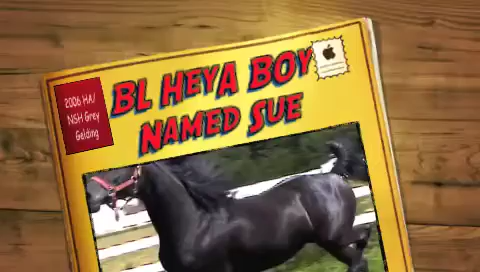 2006 HA/
NSH Grey
Gelding
BL HEYA BOY
NAMED SUE